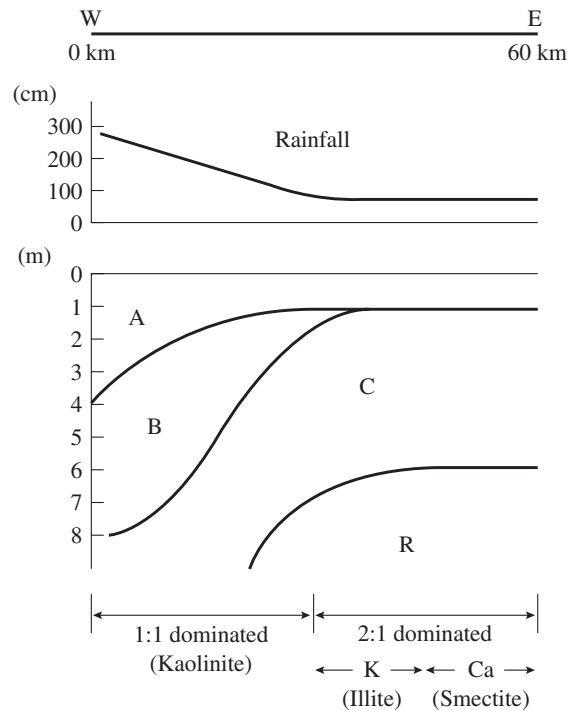 W E
0 km 60 km
(cm)
300
Rainfall
200
100
0
(m)
0
1
A
2
3
C
4
B
5
6
7
R
8
1:1 dominated 2:1 dominated
(Kaolinite)
K Ca
(Illite) (Smectite)